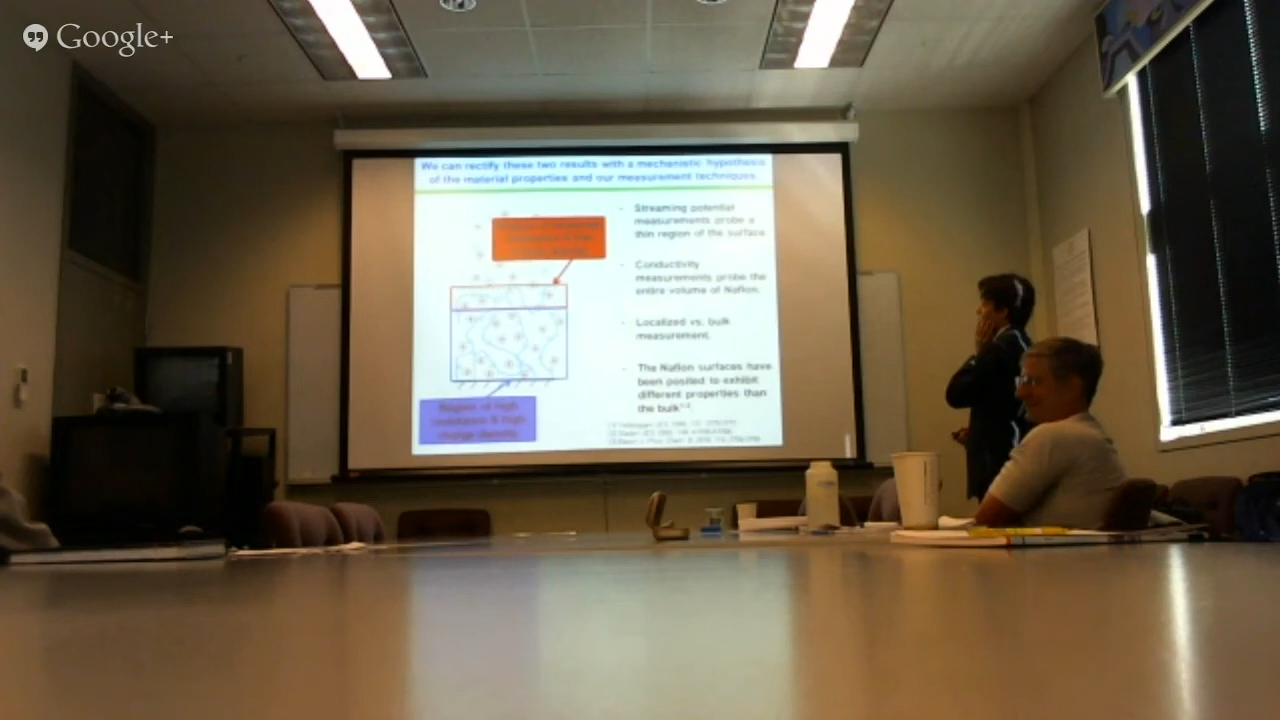 Google+
We can rectify these two results with a mechanistic hypothesis
of the material properties and our measurement techniques.
- Streaming potential
measurements probe a
thin region of the surface
- Conductivity
measurements probe the
entire volume of Nafion.
- Localized vs. bulk
measurement.
- The Nafion surfaces have
been posited to exhibit
different properties than
the bulk
Region of high
resistance & high
charge density